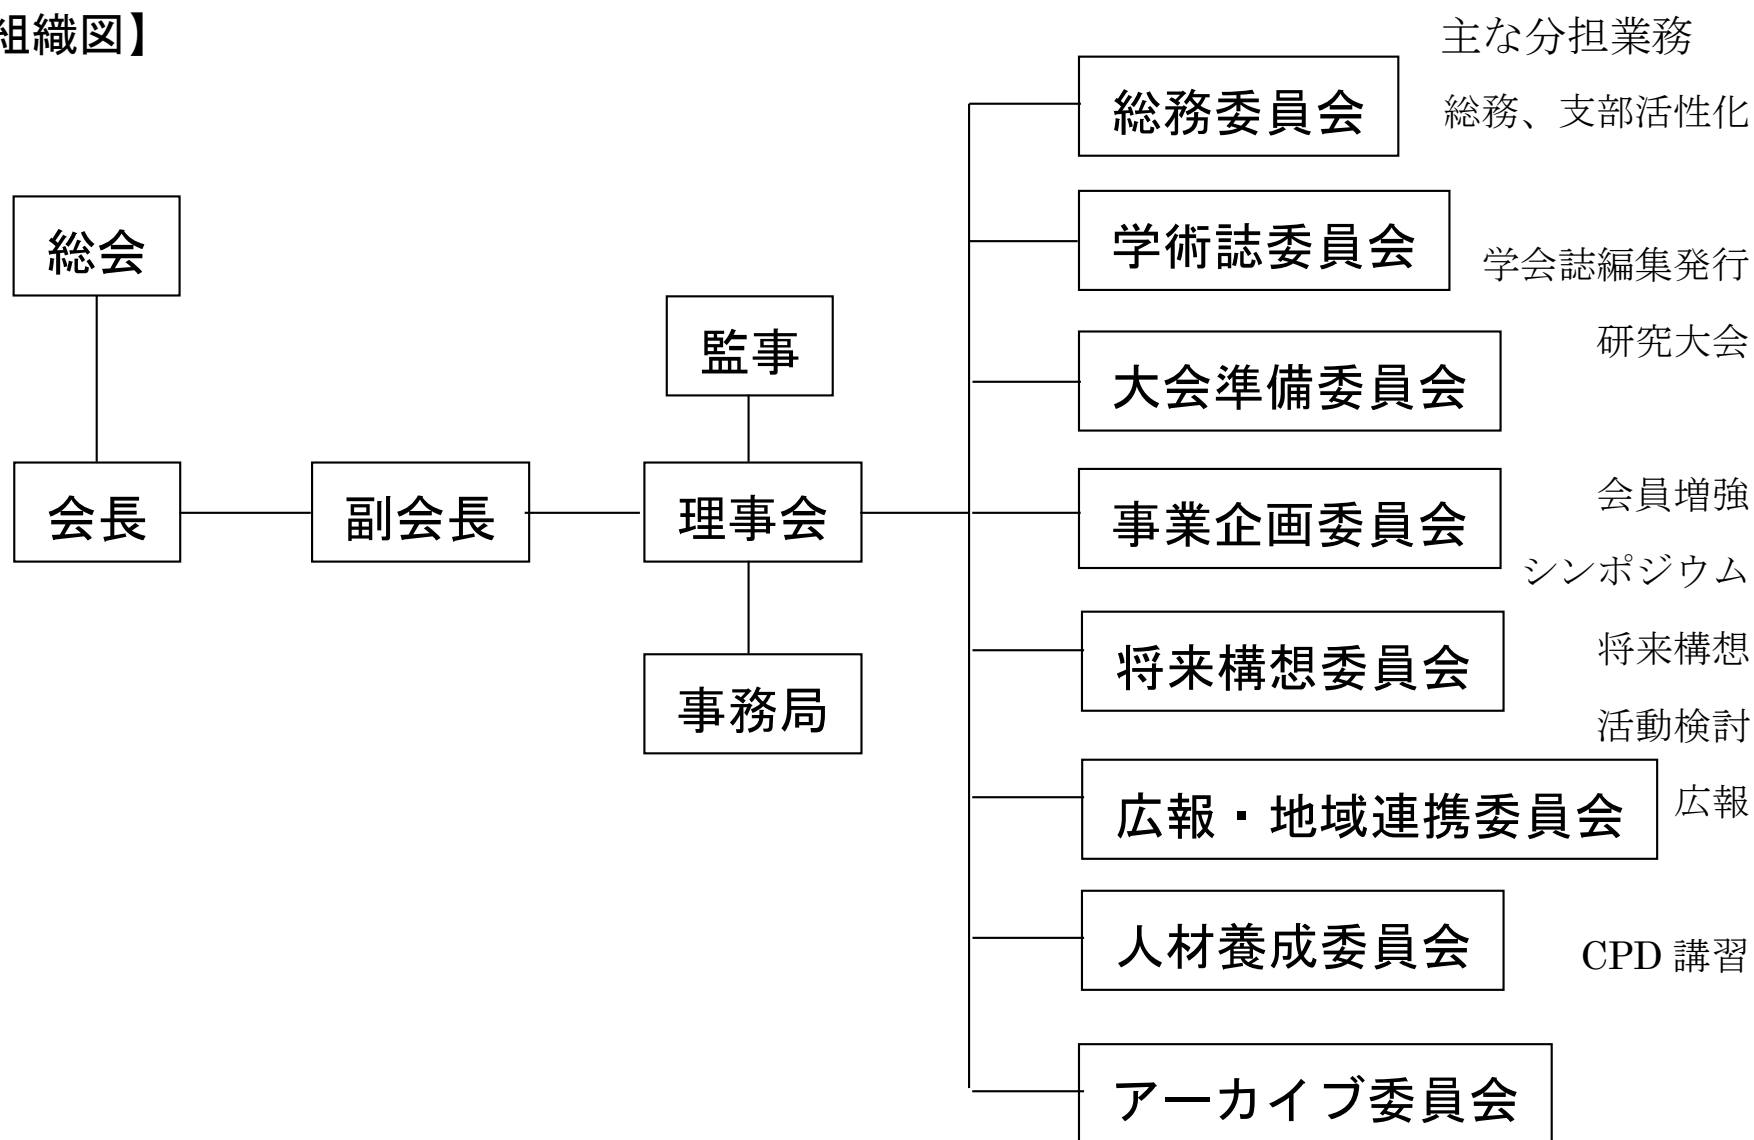 組織図】
主な分担業務
総務委員会
総務、支部活性化
総会
学術誌委員会
学会誌編集発行
監事
大会準備委員会
研究大会
会長
副会長
理事会
事業企画委員会
会員増強
シンポジウム
事務局
将来構想委員会
将来構想
活動検討
広報・地域連携委員会
広報
人材養成委員会
CPD 講習
アーカイブ委員会